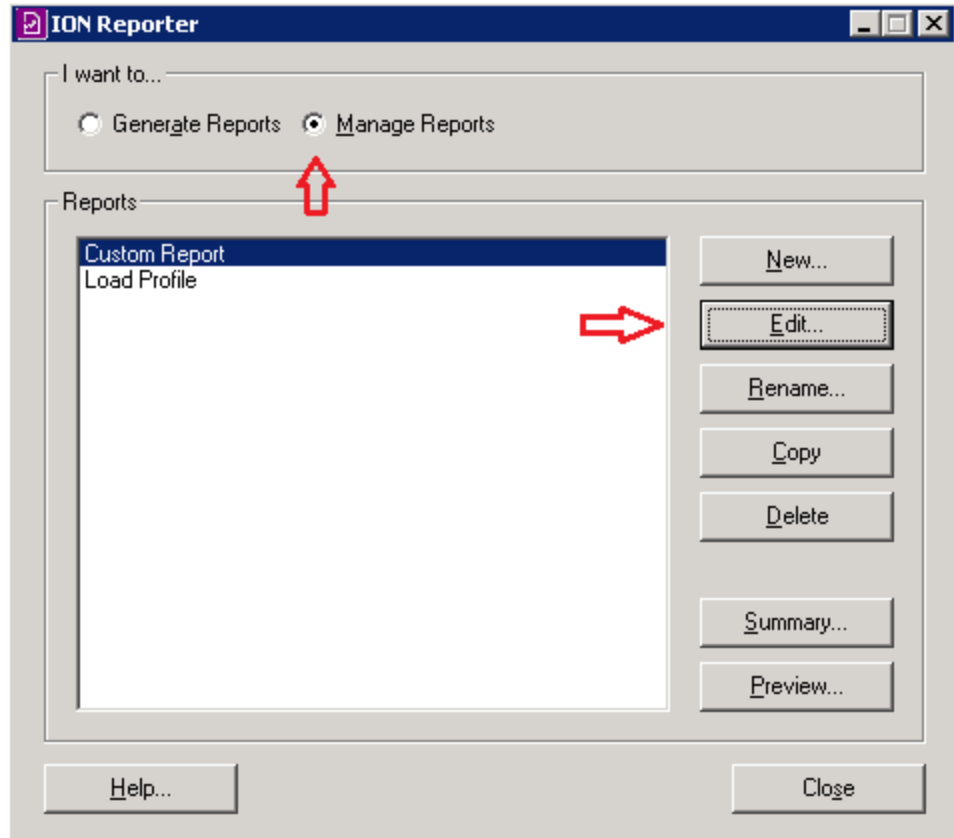 ION Reporter
I want to...
Generate Reports Manage Reports
Reports
Custom Report
Load Profile
New...
Edit...
Rename...
Copy
Delete
Summary...
Preview...
Help...
Close